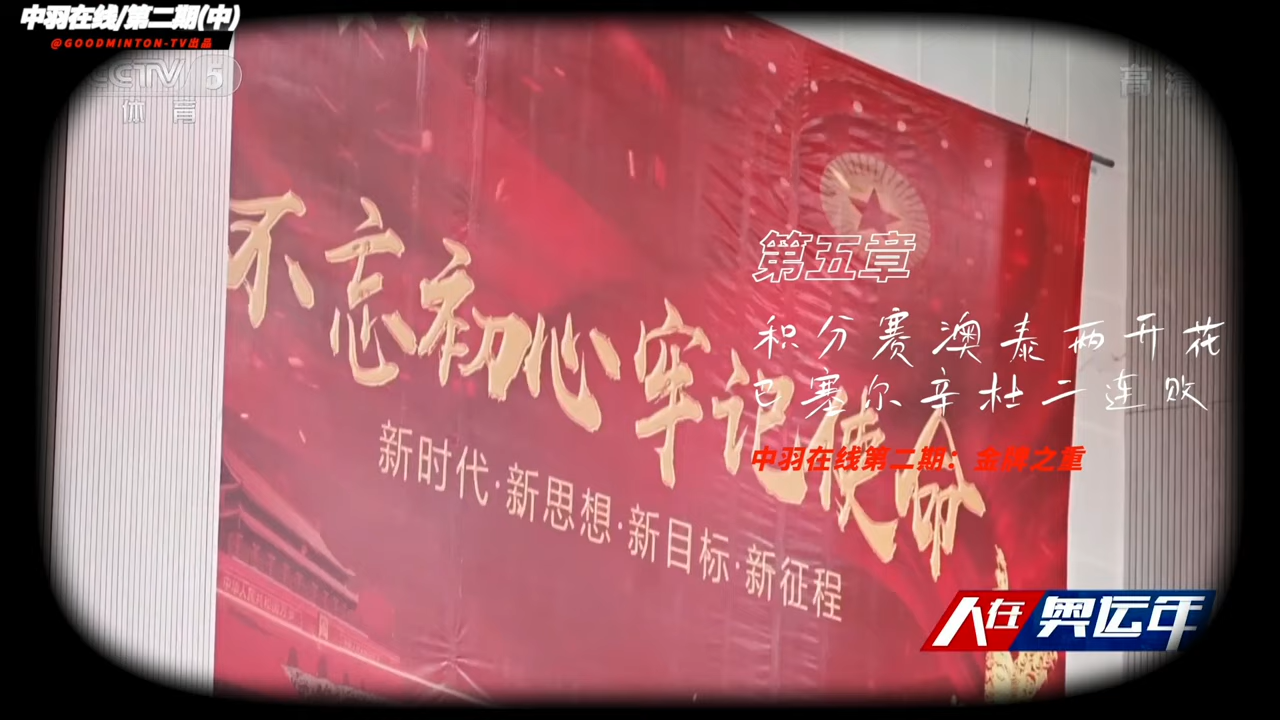 中羽在线/第二期(中)
@GOODMINTON-TV出品
CCTV 5
体育
高清
不忘初心牢记使命
新时代·新思想·新目标·新征程
第五章
积分赛澳泰两开花
巴塞尔辛杜二连败
中羽在线第二期：金牌之重
人在奥运年